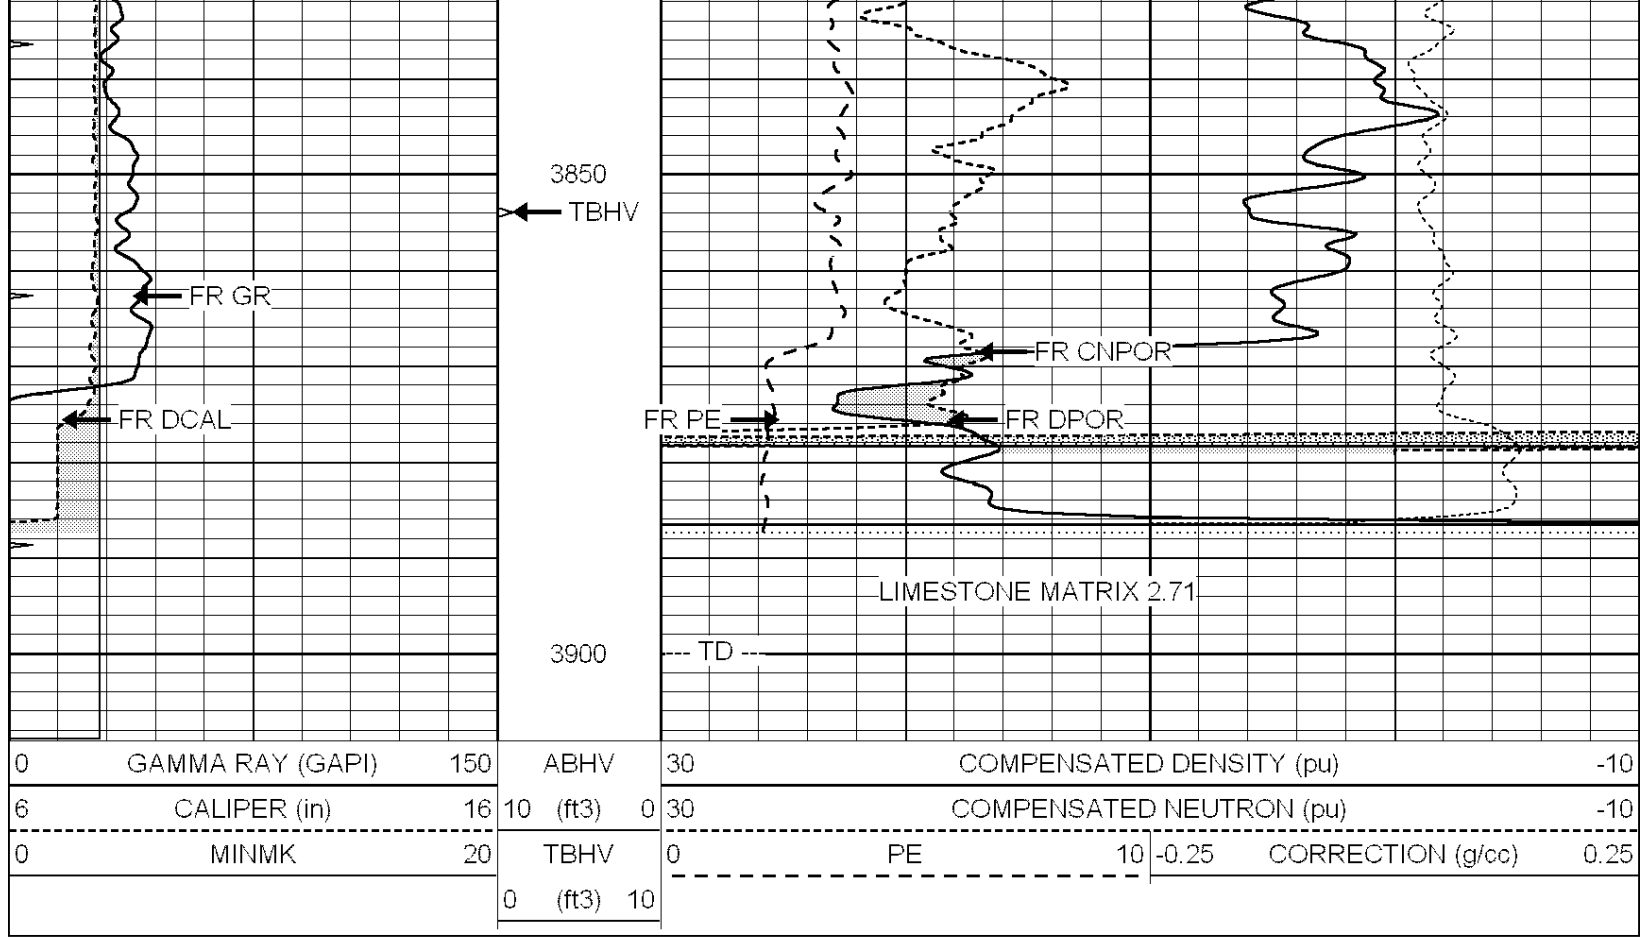 3850
TBHV
FR GR
FR CNPOR
FR DCAL
FR PE
FR DPOR
LIMESTONE MATRIX 2.71
3900
--- TD ---
0 GAMMA RAY (GAPI) 150 ABHV 30 COMPENSATED DENSITY (pu) -10
6 CALIPER (in) 16 10 (ft3) 0 30 COMPENSATED NEUTRON (pu) -10
0 MINMK 20 TBHV 0 PE 10 -0.25 CORRECTION (g/cc) 0.25
0 (ft3) 10